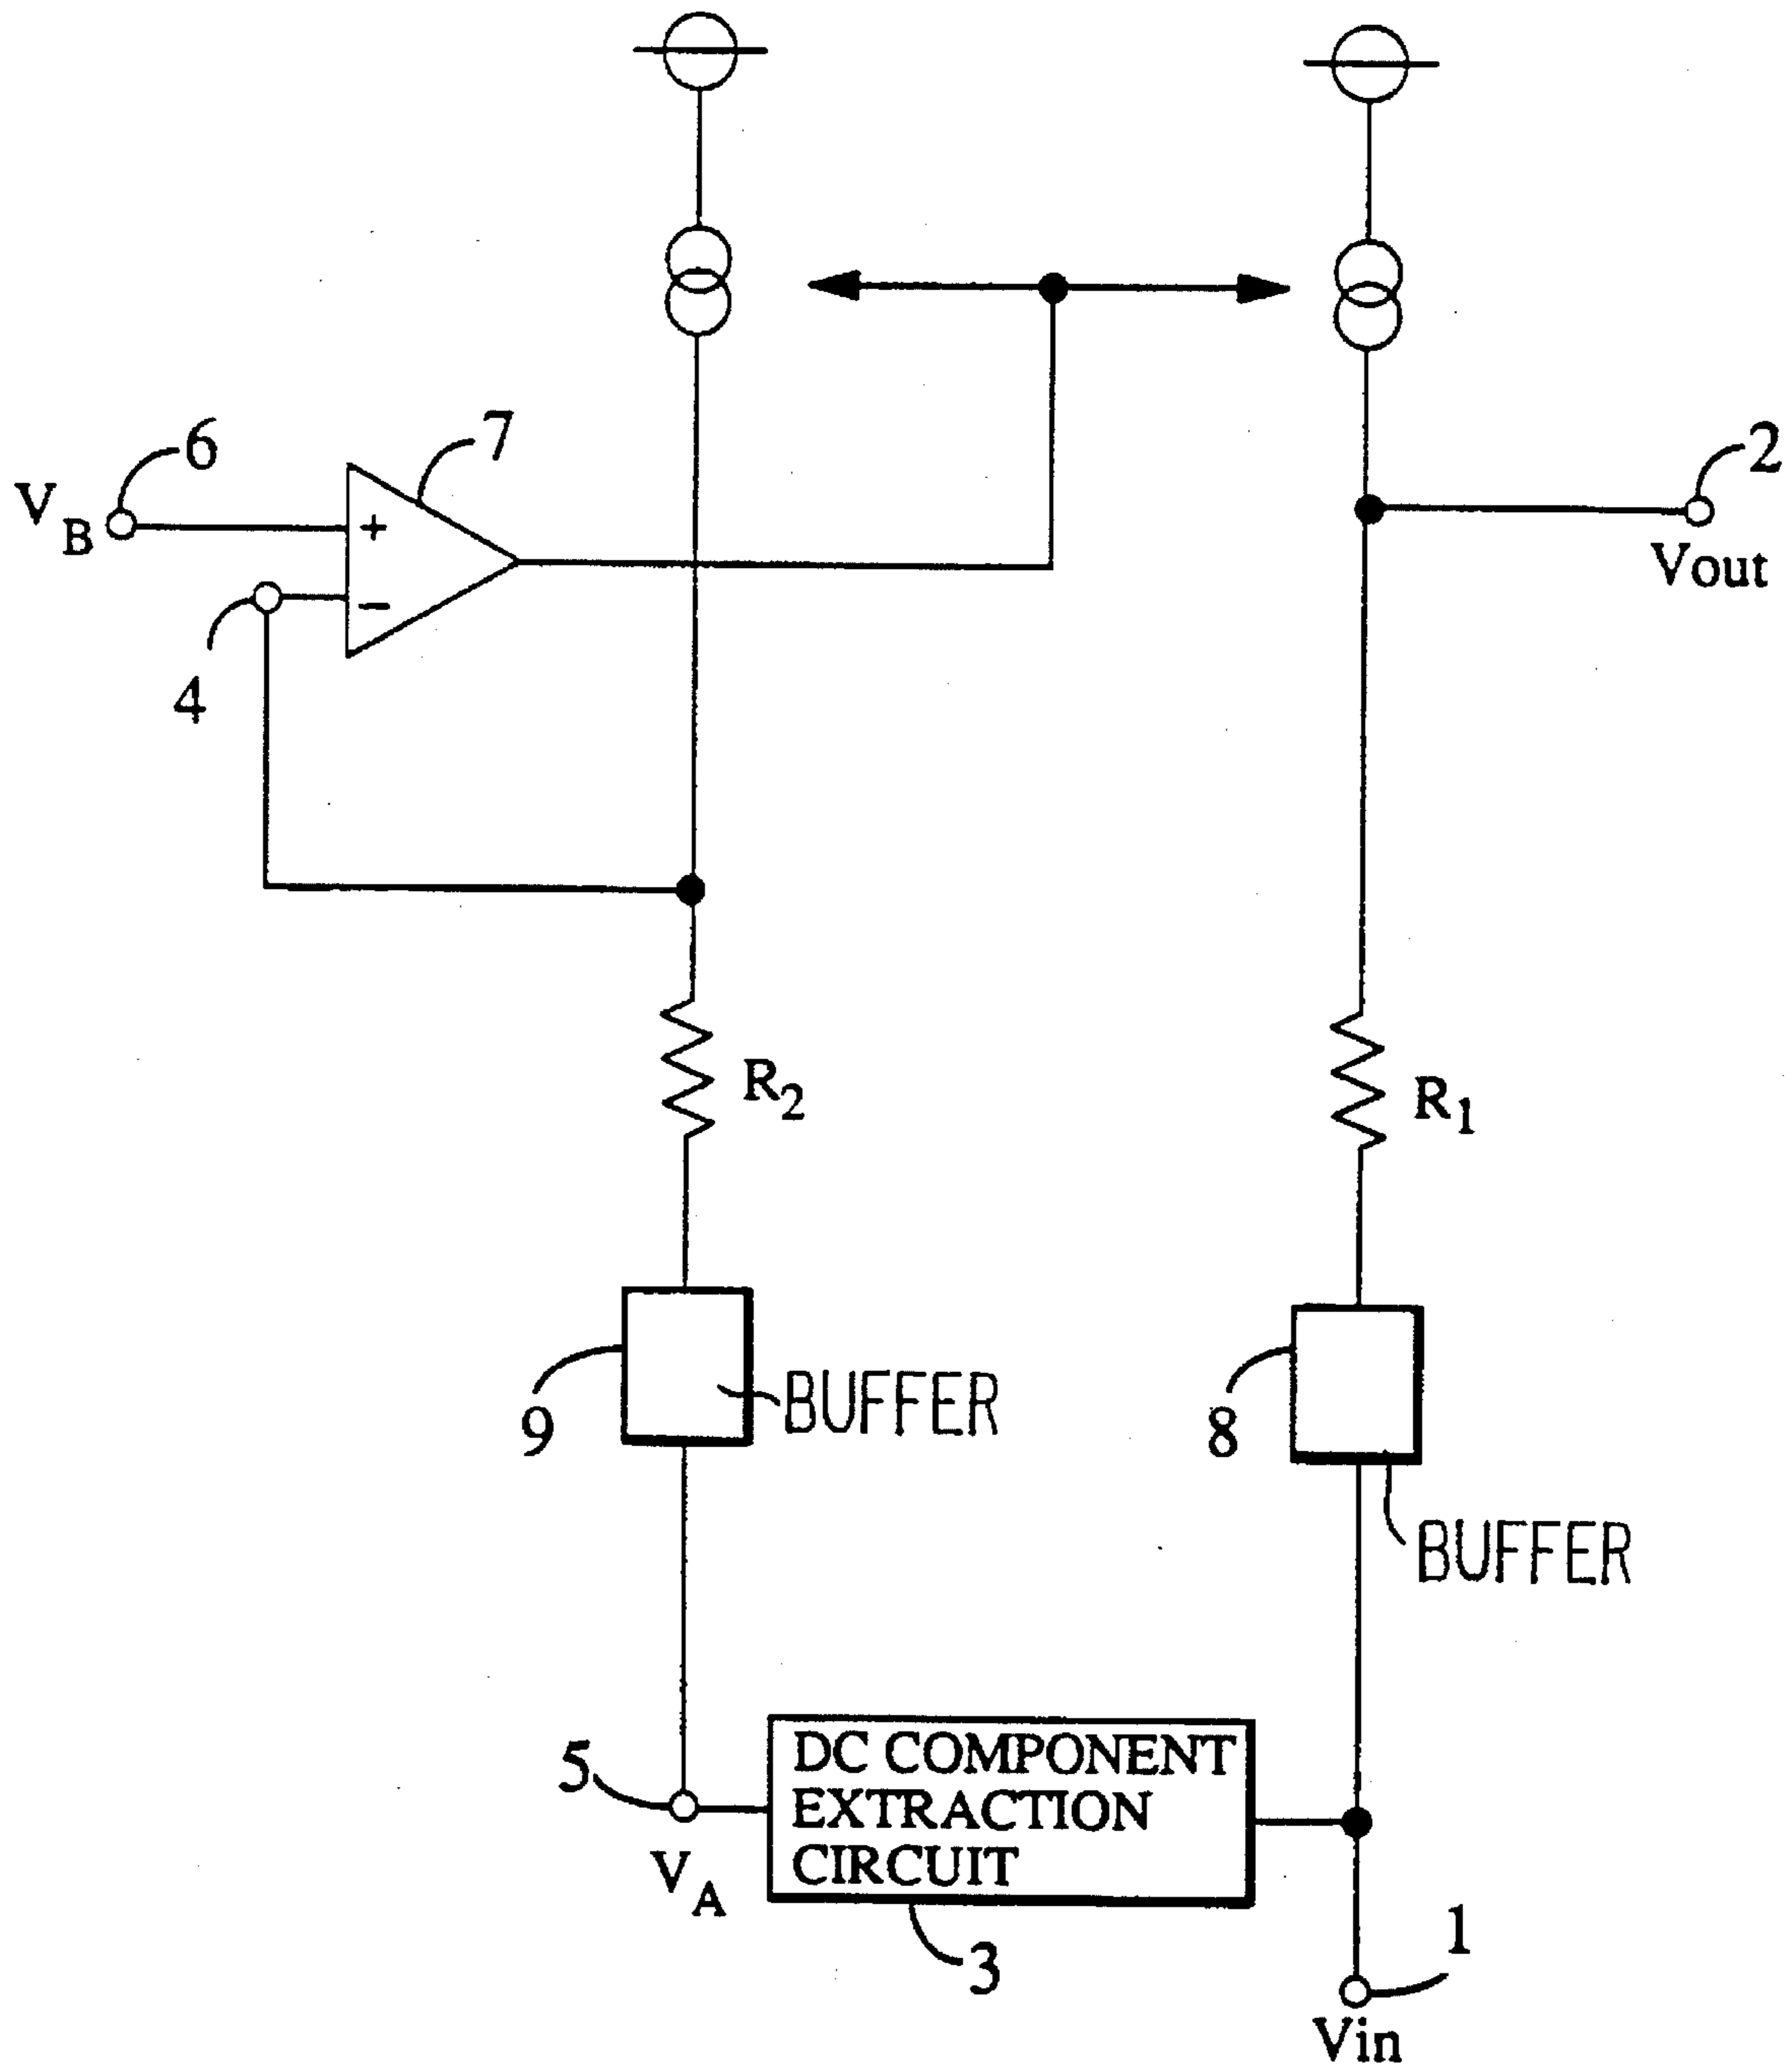 6
7
2
V B
+
Vout
−
4
R2
R1
9
BUFFER
8
BUFFER
5
DC COMPONENT
EXTRACTION
CIRCUIT
VA
3
1
Vin